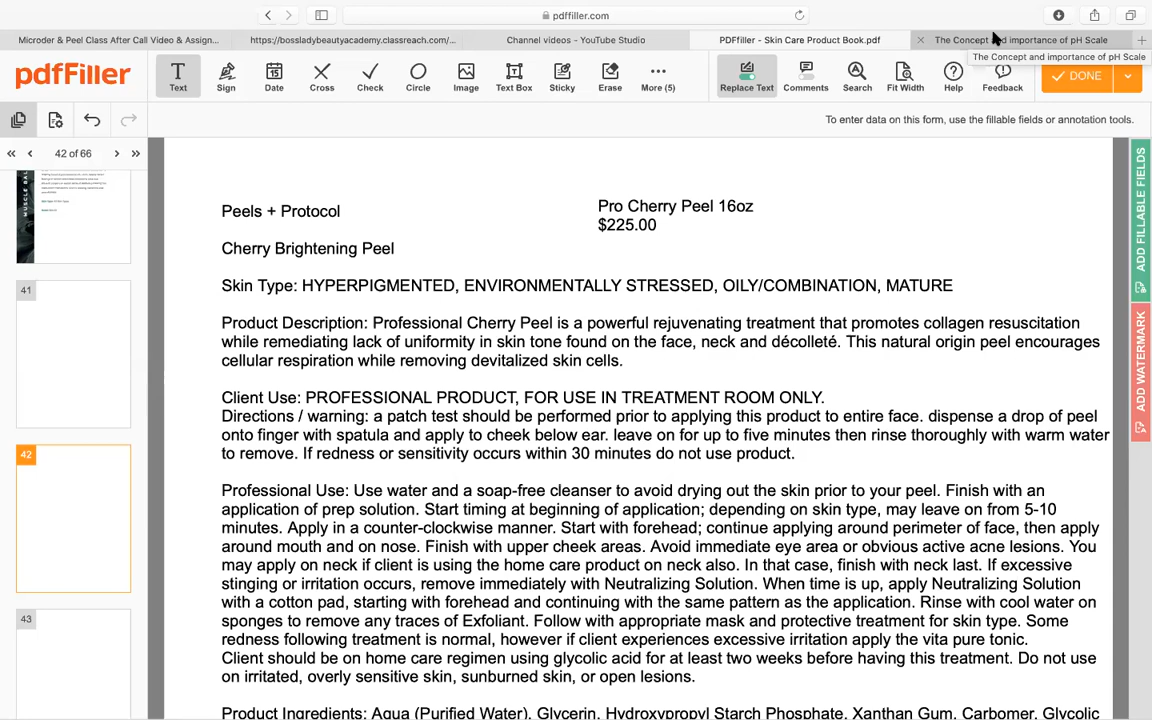 pdffiller.com
Microder & Peel Class After Call Video & Assign...
https://bossladybeautyacademy.classreach.com/...
Channel videos - YouTube Studio
PDFfiller - Skin Care Product Book.pdf
The Concept and importance of pH Scale
The Concept and importance of pH Scale
pdfFiller
Text
Sign
Date
Cross
Check
Circle
Image
Text Box
Sticky
Erase
More (5)
Replace Text
Comments
Search
Fit Width
Help
Feedback
DONE
To enter data on this form, use the fillable fields or annotation tools.
42 of 66
41
42
43
ADD FILLABLE FIELDS
ADD WATERMARK
Peels + Protocol
Pro Cherry Peel 16oz
$225.00
Cherry Brightening Peel
Skin Type: HYPERPIGMENTED, ENVIRONMENTALLY STRESSED, OILY/COMBINATION, MATURE
Product Description: Professional Cherry Peel is a powerful rejuvenating treatment that promotes collagen resuscitation
while remediating lack of uniformity in skin tone found on the face, neck and décolleté. This natural origin peel encourages
cellular respiration while removing devitalized skin cells.
Client Use: PROFESSIONAL PRODUCT, FOR USE IN TREATMENT ROOM ONLY.
Directions / warning: a patch test should be performed prior to applying this product to entire face. dispense a drop of peel
onto finger with spatula and apply to cheek below ear. leave on for up to five minutes then rinse thoroughly with warm water
to remove. If redness or sensitivity occurs within 30 minutes do not use product.
Professional Use: Use water and a soap-free cleanser to avoid drying out the skin prior to your peel. Finish with an
application of prep solution. Start timing at beginning of application; depending on skin type, may leave on from 5-10
minutes. Apply in a counter-clockwise manner. Start with forehead; continue applying around perimeter of face, then apply
around mouth and on nose. Finish with upper cheek areas. Avoid immediate eye area or obvious active acne lesions. You
may apply on neck if client is using the home care product on neck also. In that case, finish with neck last. If excessive
stinging or irritation occurs, remove immediately with Neutralizing Solution. When time is up, apply Neutralizing Solution
with a cotton pad, starting with forehead and continuing with the same pattern as the application. Rinse with cool water on
sponges to remove any traces of Exfoliant. Follow with appropriate mask and protective treatment for skin type. Some
redness following treatment is normal, however if client experiences excessive irritation apply the vita pure tonic.
Client should be on home care regimen using glycolic acid for at least two weeks before having this treatment. Do not use
on irritated, overly sensitive skin, sunburned skin, or open lesions.
Product Ingredients: Aqua (Purified Water), Glycerin, Hydroxypropyl Starch Phosphate, Xanthan Gum, Carbomer, Glycolic